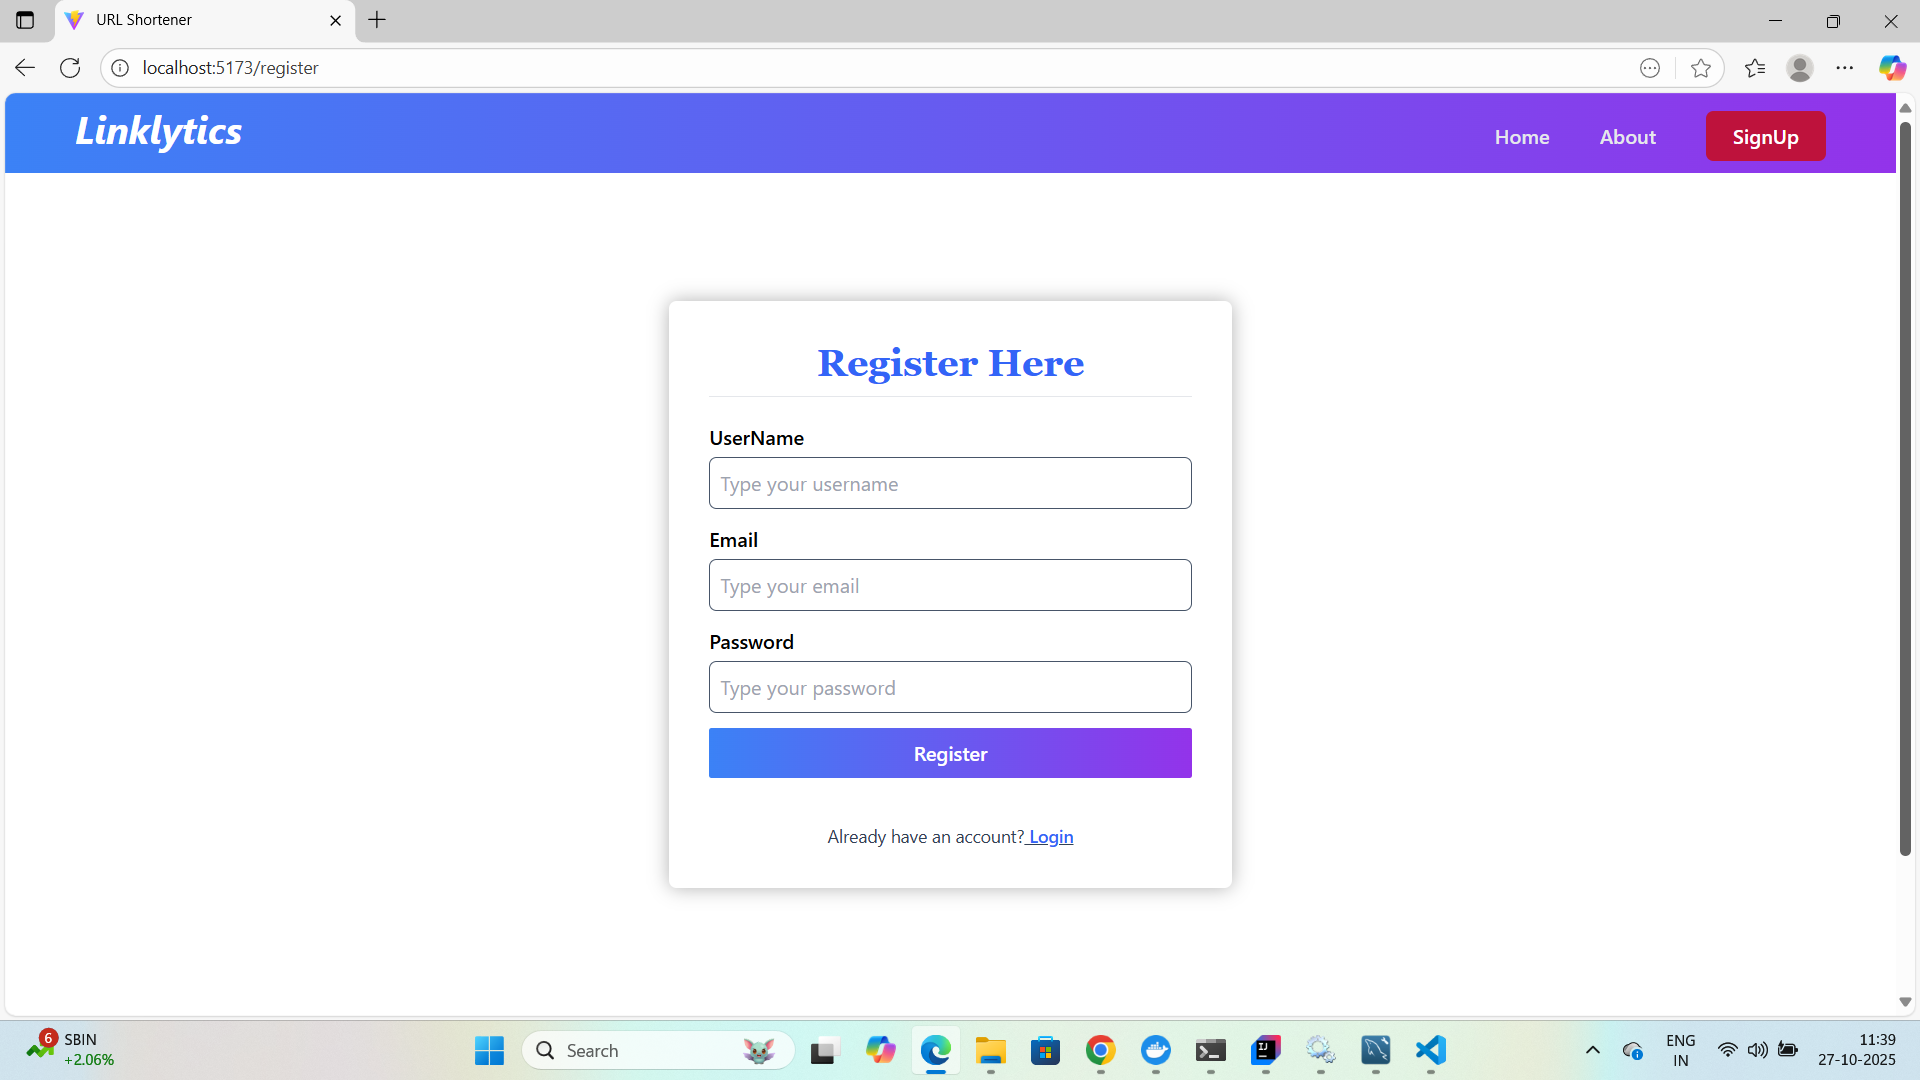 URL Shortener
localhost:5173/register
Linklytics
Home
About
SignUp
Register Here
UserName
Type your username
Email
Type your email
Password
Type your password
Register
Already have an account? Login
6
SBIN
+2.06%
Search
IJ
ENG
IN
11:39
27-10-2025